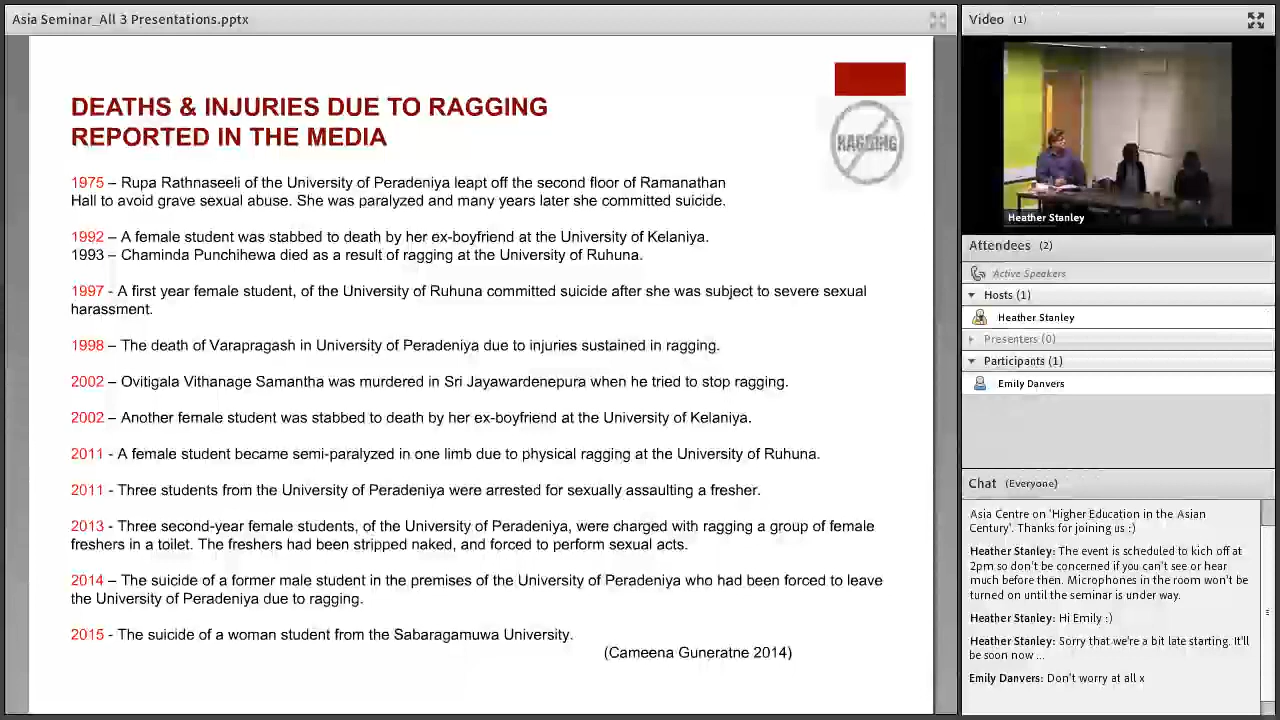 Asia Seminar_All 3 Presentations.pptx
DEATHS & INJURIES DUE TO RAGGING
REPORTED IN THE MEDIA
RAGGING
1975 – Rupa Rathnaseeli of the University of Peradeniya leapt off the second floor of Ramanathan
Hall to avoid grave sexual abuse. She was paralyzed and many years later she committed suicide.
1992 – A female student was stabbed to death by her ex-boyfriend at the University of Kelaniya.
1993 – Chaminda Punchihewa died as a result of ragging at the University of Ruhuna.
1997 - A first year female student, of the University of Ruhuna committed suicide after she was subject to severe sexual
harassment.
1998 – The death of Varapragash in University of Peradeniya due to injuries sustained in ragging.
2002 – Ovitigala Vithanage Samantha was murdered in Sri Jayawardenepura when he tried to stop ragging.
2002 – Another female student was stabbed to death by her ex-boyfriend at the University of Kelaniya.
2011 - A female student became semi-paralyzed in one limb due to physical ragging at the University of Ruhuna.
2011 - Three students from the University of Peradeniya were arrested for sexually assaulting a fresher.
2013 - Three second-year female students, of the University of Peradeniya, were charged with ragging a group of female
freshers in a toilet. The freshers had been stripped naked, and forced to perform sexual acts.
2014 – The suicide of a former male student in the premises of the University of Peradeniya who had been forced to leave
the University of Peradeniya due to ragging.
2015 - The suicide of a woman student from the Sabaragamuwa University.
(Cameena Guneratne 2014)
Video (1)
Heather Stanley
Attendees (2)
Active Speakers
Hosts (1)
Heather Stanley
Presenters (0)
Participants (1)
Emily Danvers
Chat (Everyone)
Asia Centre on 'Higher Education in the Asian
Century'. Thanks for joining us :)
Heather Stanley: The event is scheduled to kick off at
2pm so don't be concerned if you can't see or hear
much before then. Microphones in the room won't be
turned on until the seminar is under way.
Heather Stanley: Hi Emily :)
Heather Stanley: Sorry that we're a bit late starting. It'll
be soon now ...
Emily Danvers: Don't worry at all x